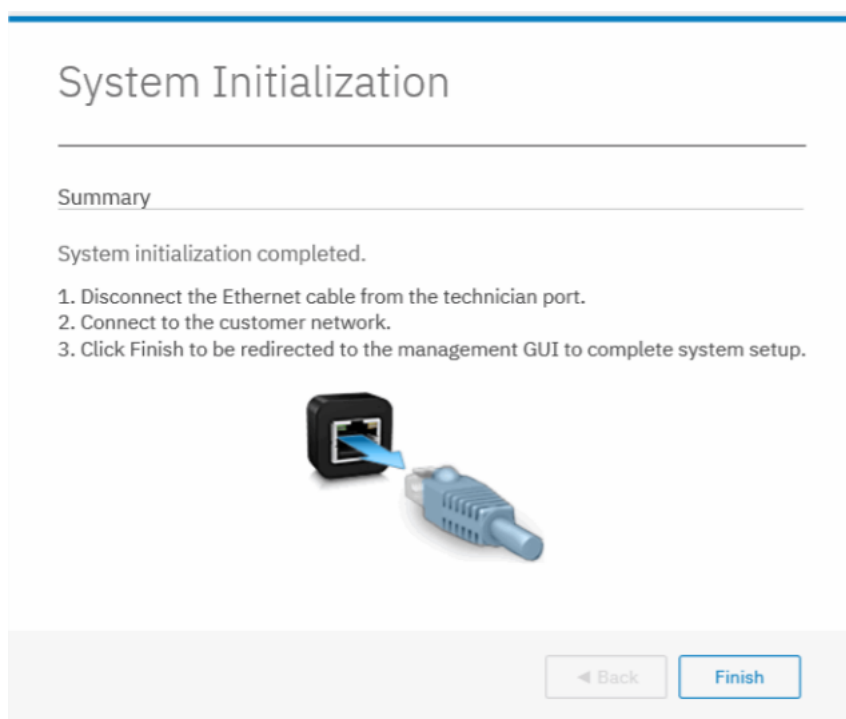 System Initialization
Summary
System initialization completed.
1. Disconnect the Ethernet cable from the technician port.
2. Connect to the customer network.
3. Click Finish to be redirected to the management GUI to complete system setup.
◄ Back
Finish